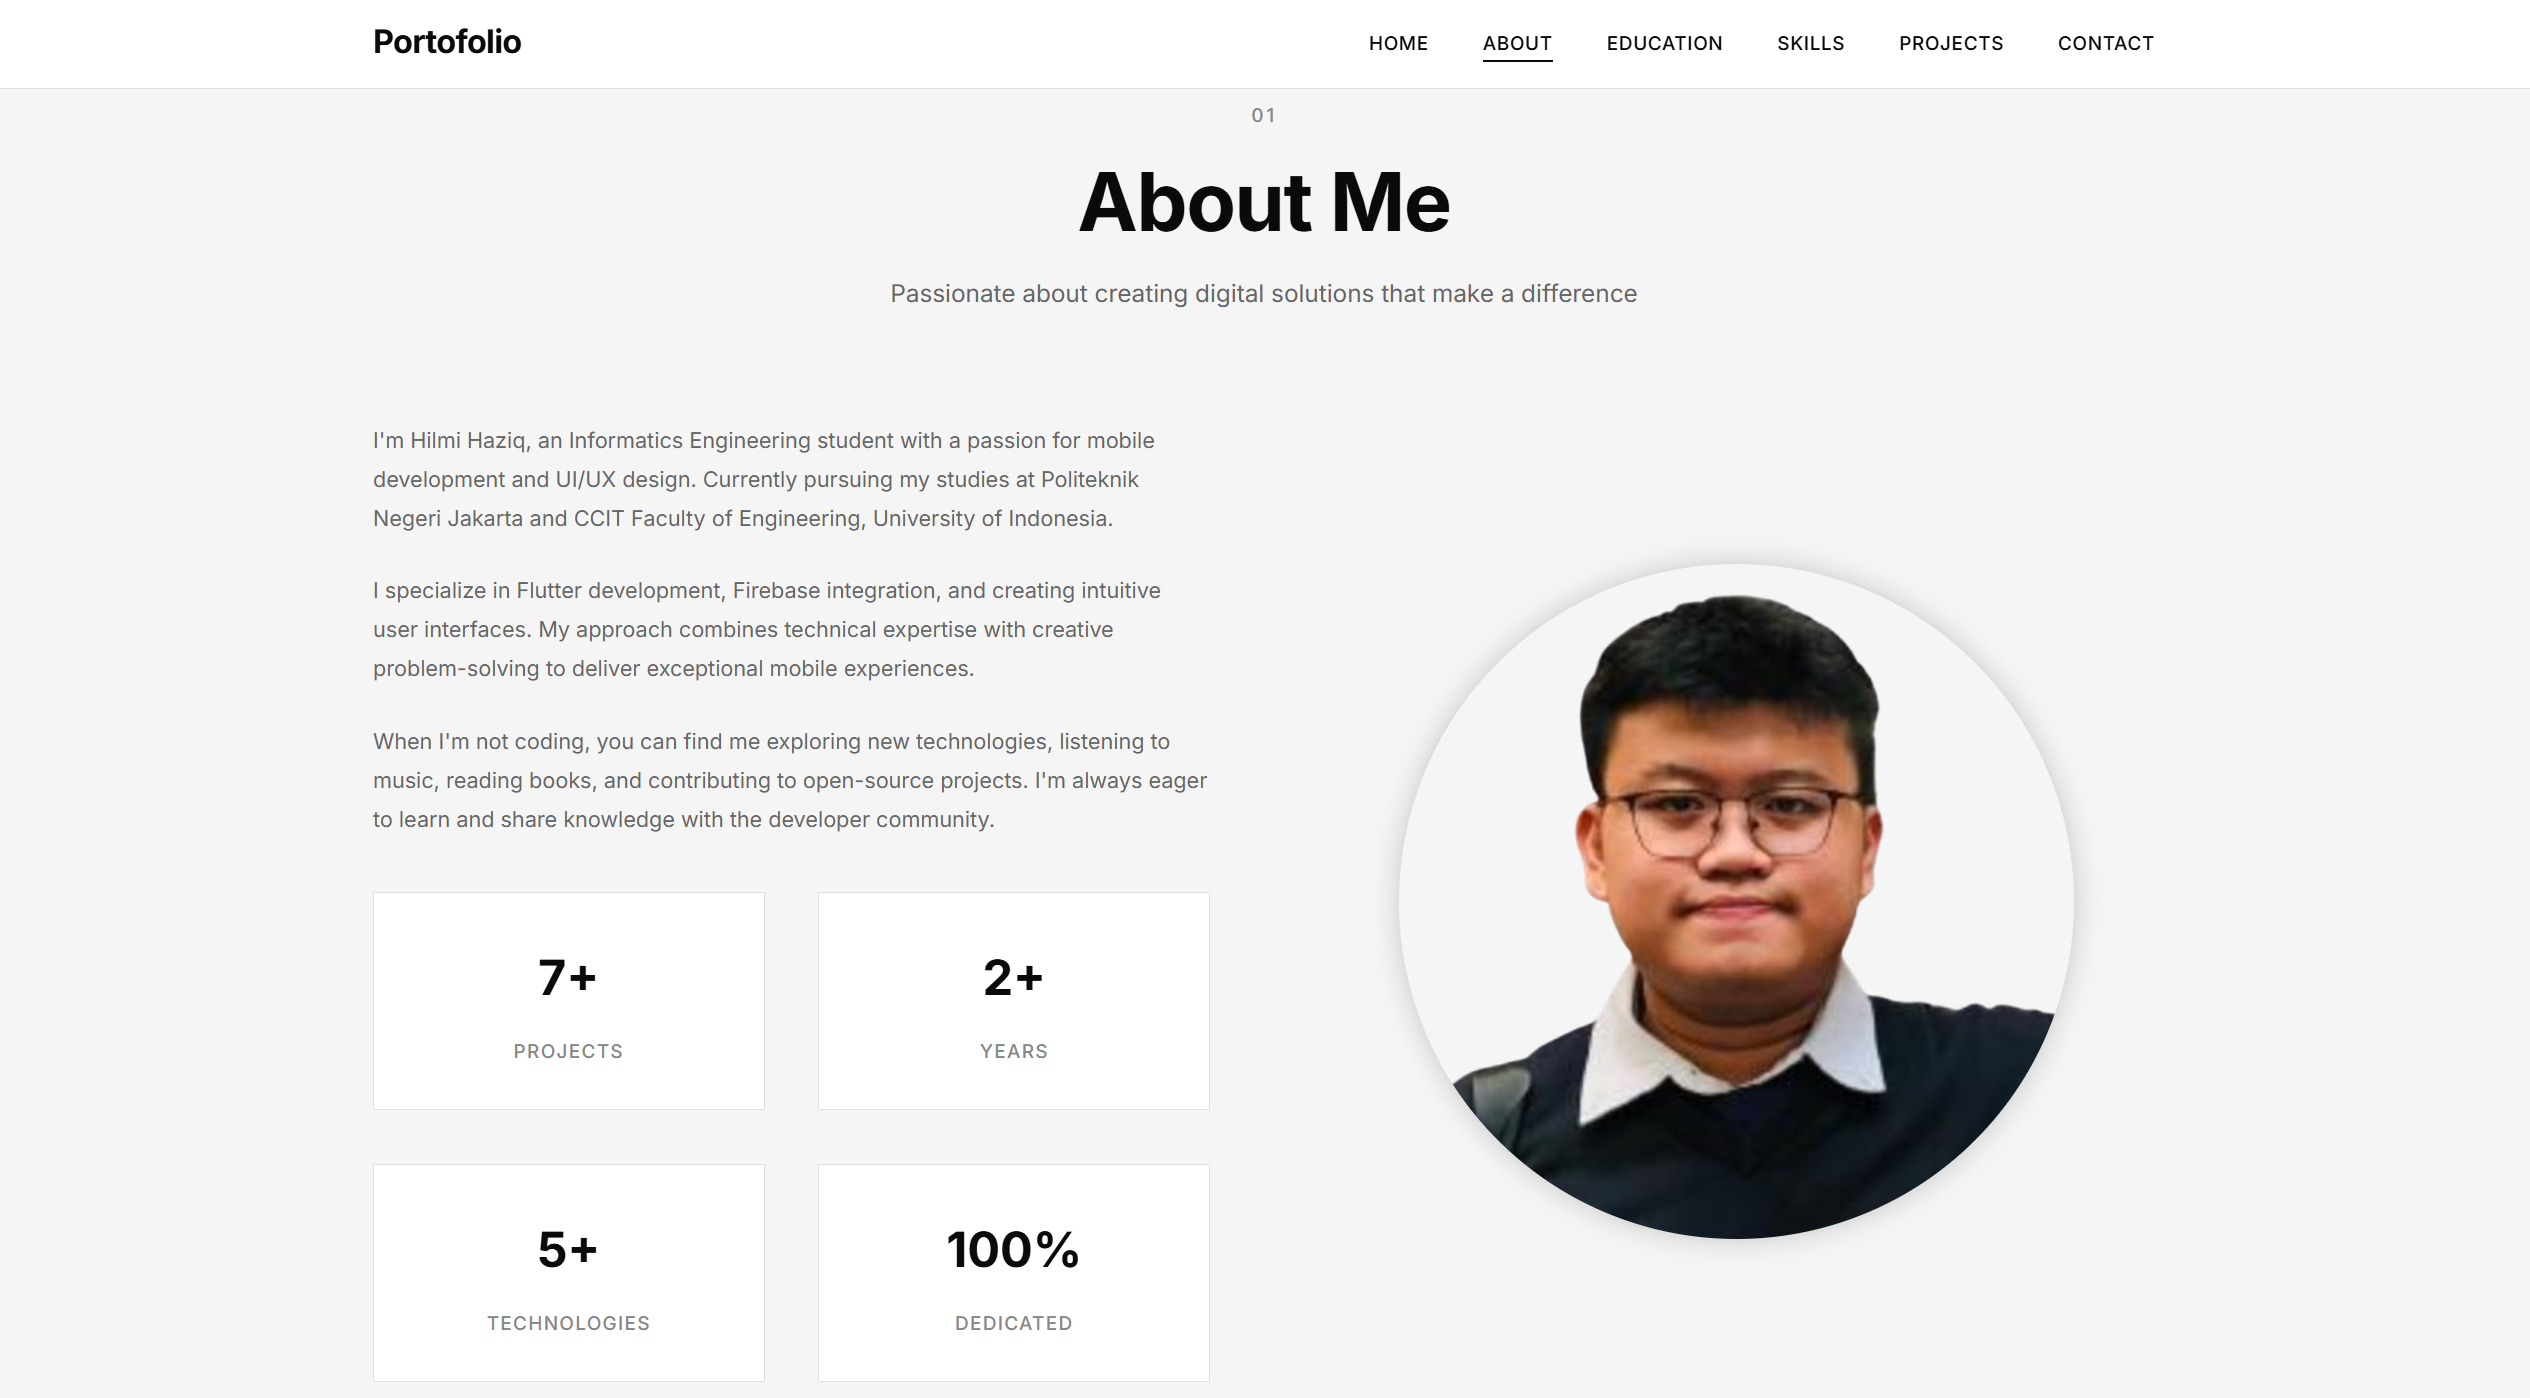 Portofolio
HOME ABOUT EDUCATION SKILLS PROJECTS CONTACT
01
About Me
Passionate about creating digital solutions that make a difference
I'm Hilmi Haziq, an Informatics Engineering student with a passion for mobile
development and UI/UX design. Currently pursuing my studies at Politeknik
Negeri Jakarta and CCIT Faculty of Engineering, University of Indonesia.
I specialize in Flutter development, Firebase integration, and creating intuitive
user interfaces. My approach combines technical expertise with creative
problem-solving to deliver exceptional mobile experiences.
When I'm not coding, you can find me exploring new technologies, listening to
music, reading books, and contributing to open-source projects. I'm always eager
to learn and share knowledge with the developer community.
7+
PROJECTS
2+
YEARS
5+
TECHNOLOGIES
100%
DEDICATED